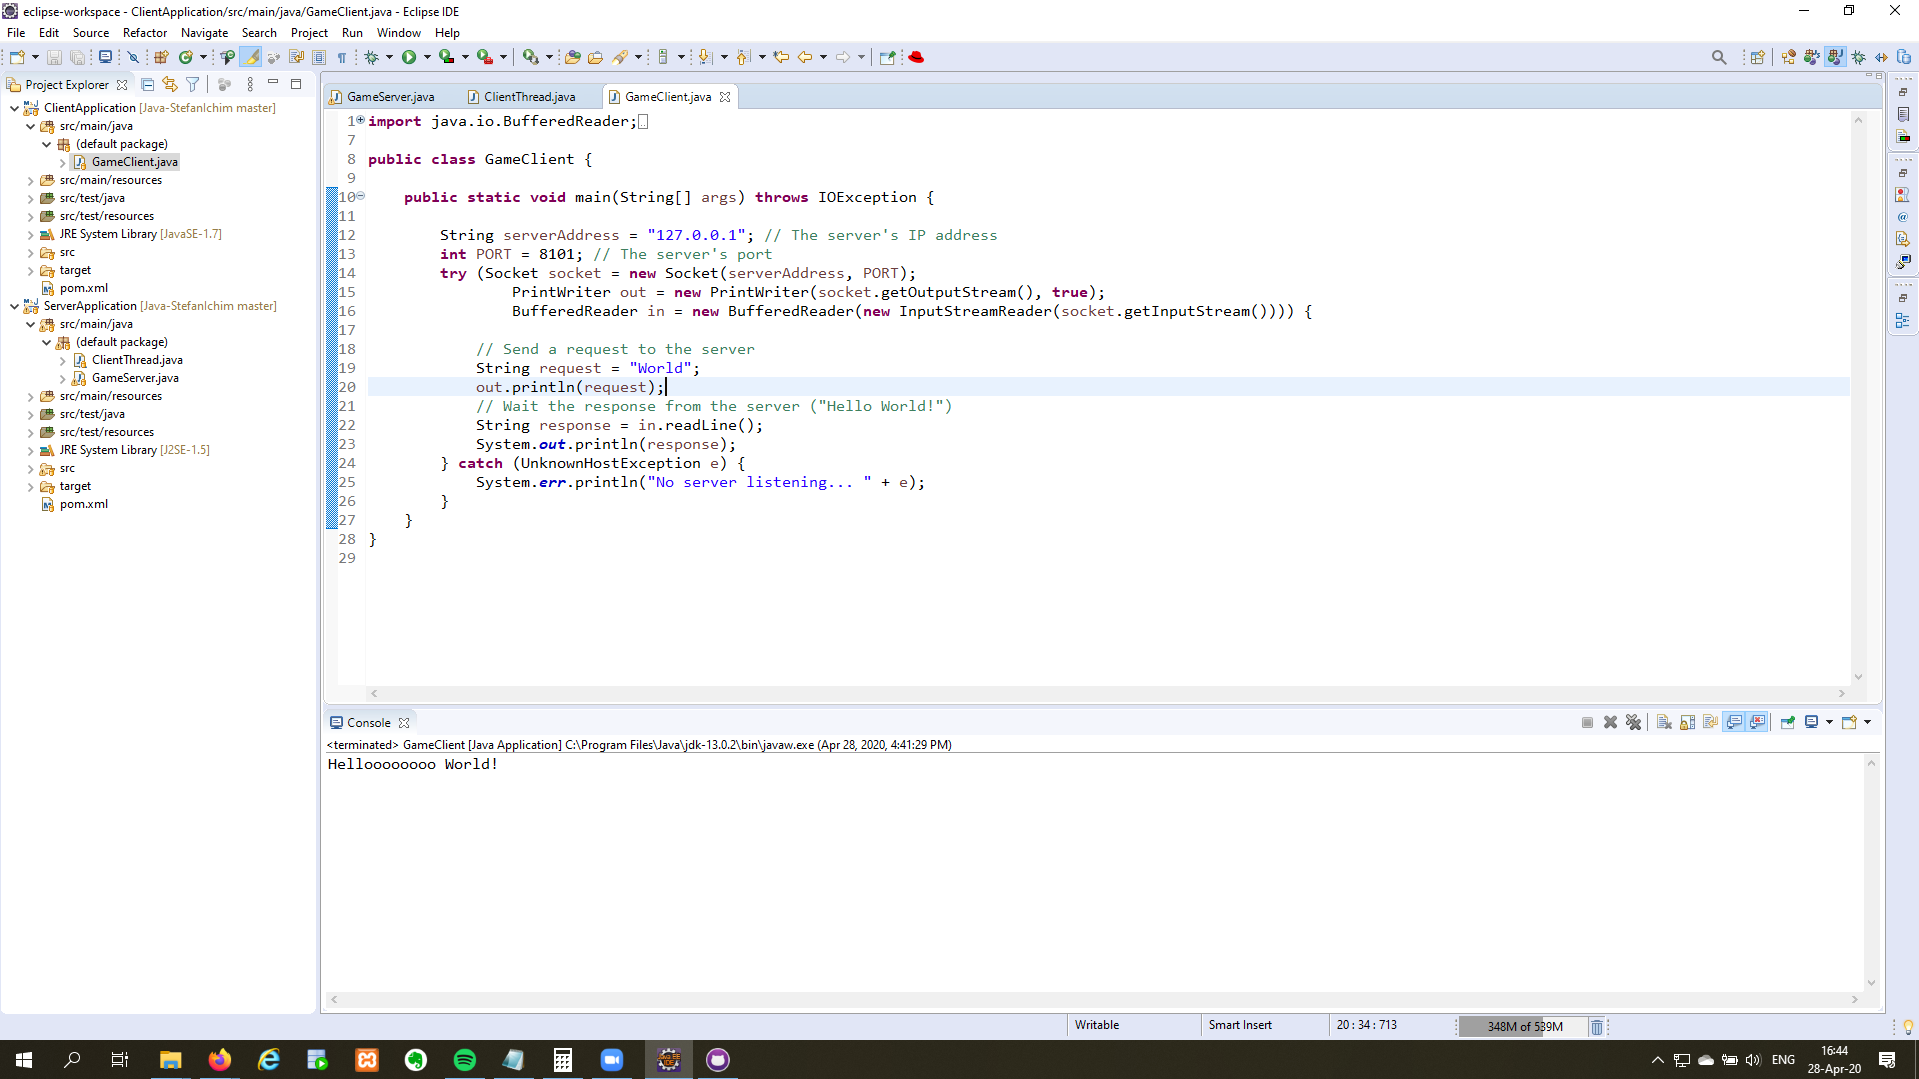 eclipse-workspace - ClientApplication/src/main/java/GameClient.java - Eclipse IDE
File Edit Source Refactor Navigate Search Project Run Window Help
Project Explorer
ClientApplication [Java-StefanIchim master]
src/main/java
(default package)
GameClient.java
src/main/resources
src/test/java
src/test/resources
JRE System Library [JavaSE-1.7]
src
target
pom.xml
ServerApplication [Java-StefanIchim master]
src/main/java
(default package)
ClientThread.java
GameServer.java
src/main/resources
src/test/java
src/test/resources
JRE System Library [J2SE-1.5]
src
target
pom.xml
GameServer.java ClientThread.java GameClient.java
1 import java.io.BufferedReader;
7
8 public class GameClient {
9
10 public static void main(String[] args) throws IOException {
11
12 String serverAddress = "127.0.0.1"; // The server's IP address
13 int PORT = 8101; // The server's port
14 try (Socket socket = new Socket(serverAddress, PORT);
15 PrintWriter out = new PrintWriter(socket.getOutputStream(), true);
16 BufferedReader in = new BufferedReader(new InputStreamReader(socket.getInputStream()))) {
17
18 // Send a request to the server
19 String request = "World";
20 out.println(request);
21 // Wait the response from the server ("Hello World!")
22 String response = in.readLine();
23 System.out.println(response);
24 } catch (UnknownHostException e) {
25 System.err.println("No server listening... " + e);
26 }
27 }
28 }
29
Console
<terminated> GameClient [Java Application] C:\Program Files\Java\jdk-13.0.2\bin\javaw.exe (Apr 28, 2020, 4:41:29 PM)
Helloooooooo World!
Writable Smart Insert 20 : 34 : 713 348M of 539M
ENG 16:44
28-Apr-20